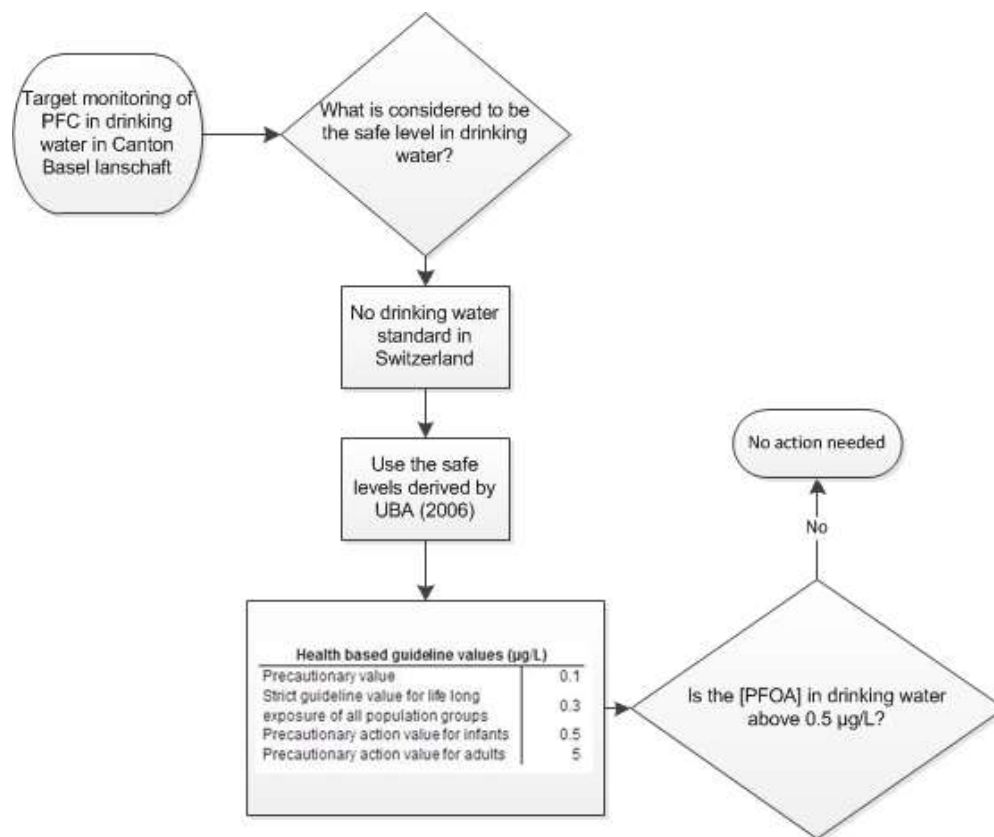 Target monitoring of
PFC in drinking
water in Canton
Basel lanschaft
What is considered to be
the safe level in drinking
water?
No drinking water
standard in
Switzerland
Use the safe
levels derived by
UBA (2006)
Health based guideline values (µg/L)
Precautionary value 0.1
Strict guideline value for life long
exposure of all population groups 0.3
Precautionary action value for infants 0.5
Precautionary action value for adults 5
Is the [PFOA] in drinking water
above 0.5 µg/L?
No
No action needed